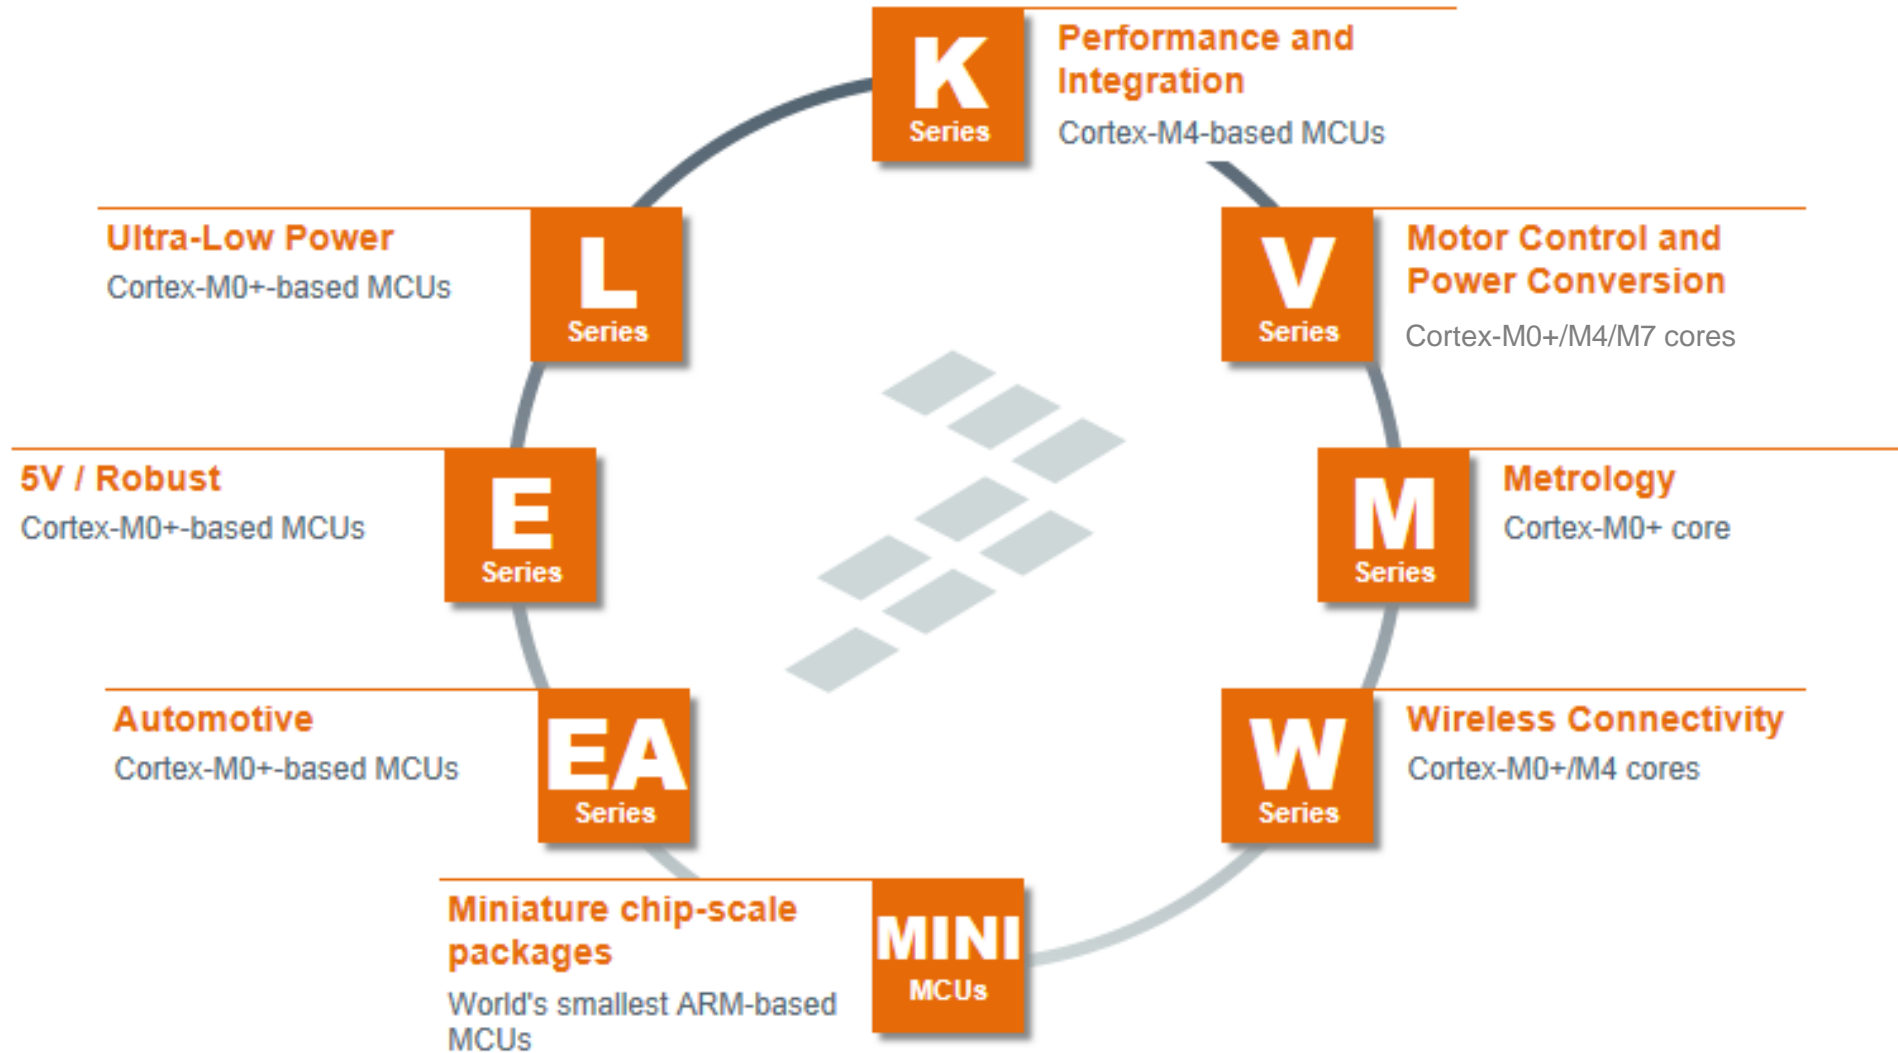 K
Series
Performance and
Integration
Cortex-M4-based MCUs
Ultra-Low Power
Cortex-M0+-based MCUs
L
Series
V
Series
Motor Control and
Power Conversion
Cortex-M0+/M4/M7 cores
5V / Robust
Cortex-M0+-based MCUs
E
Series
M
Series
Metrology
Cortex-M0+ core
Automotive
Cortex-M0+-based MCUs
EA
Series
W
Series
Wireless Connectivity
Cortex-M0+/M4 cores
Miniature chip-scale
packages
World's smallest ARM-based
MCUs
MINI
MCUs